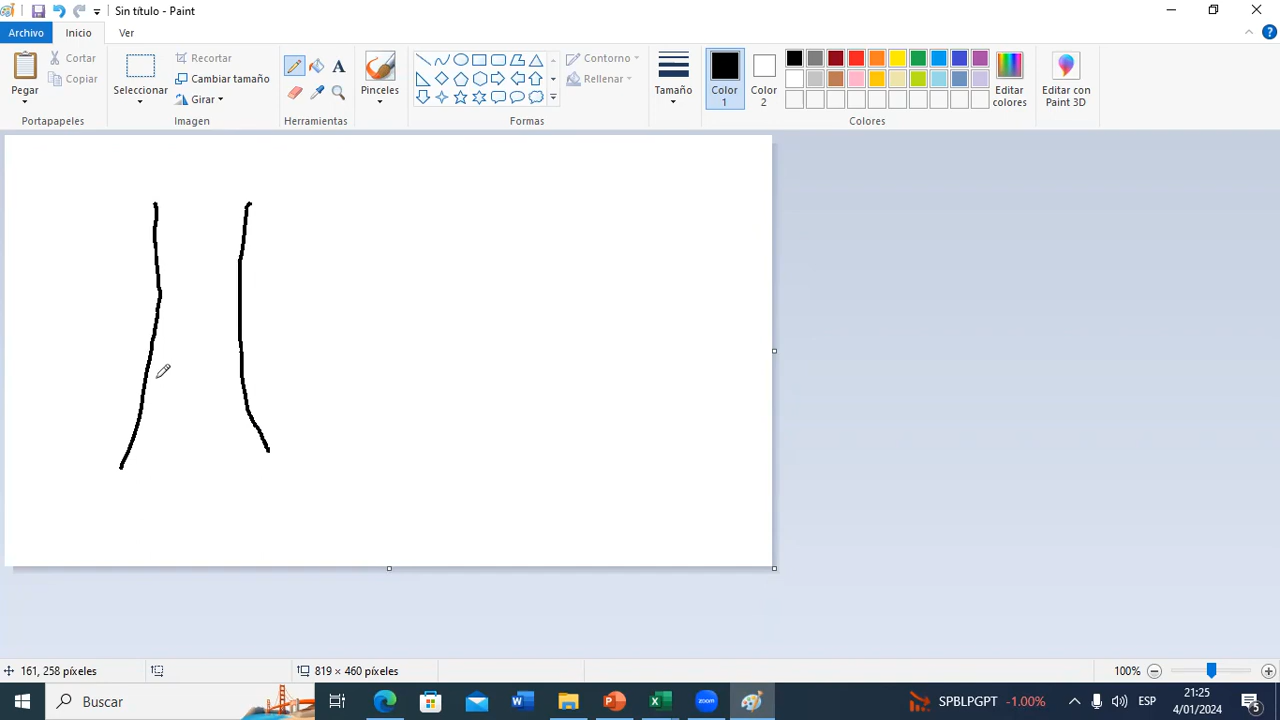 Sin título - Paint
Archivo Inicio Ver
Pegar
Cortar
Copiar
Portapapeles
Seleccionar
Recortar
Cambiar tamaño
Girar
Imagen
A
Herramientas
Pinceles
Contorno
Rellenar
Formas
Tamaño
Color
1
Color
2
Editar
colores
Colores
Editar con
Paint 3D
161, 258 píxeles
819 × 460 píxeles
100%
Buscar
zoom
SPBLPGPT -1.00%
ESP
21:25
4/01/2024
5